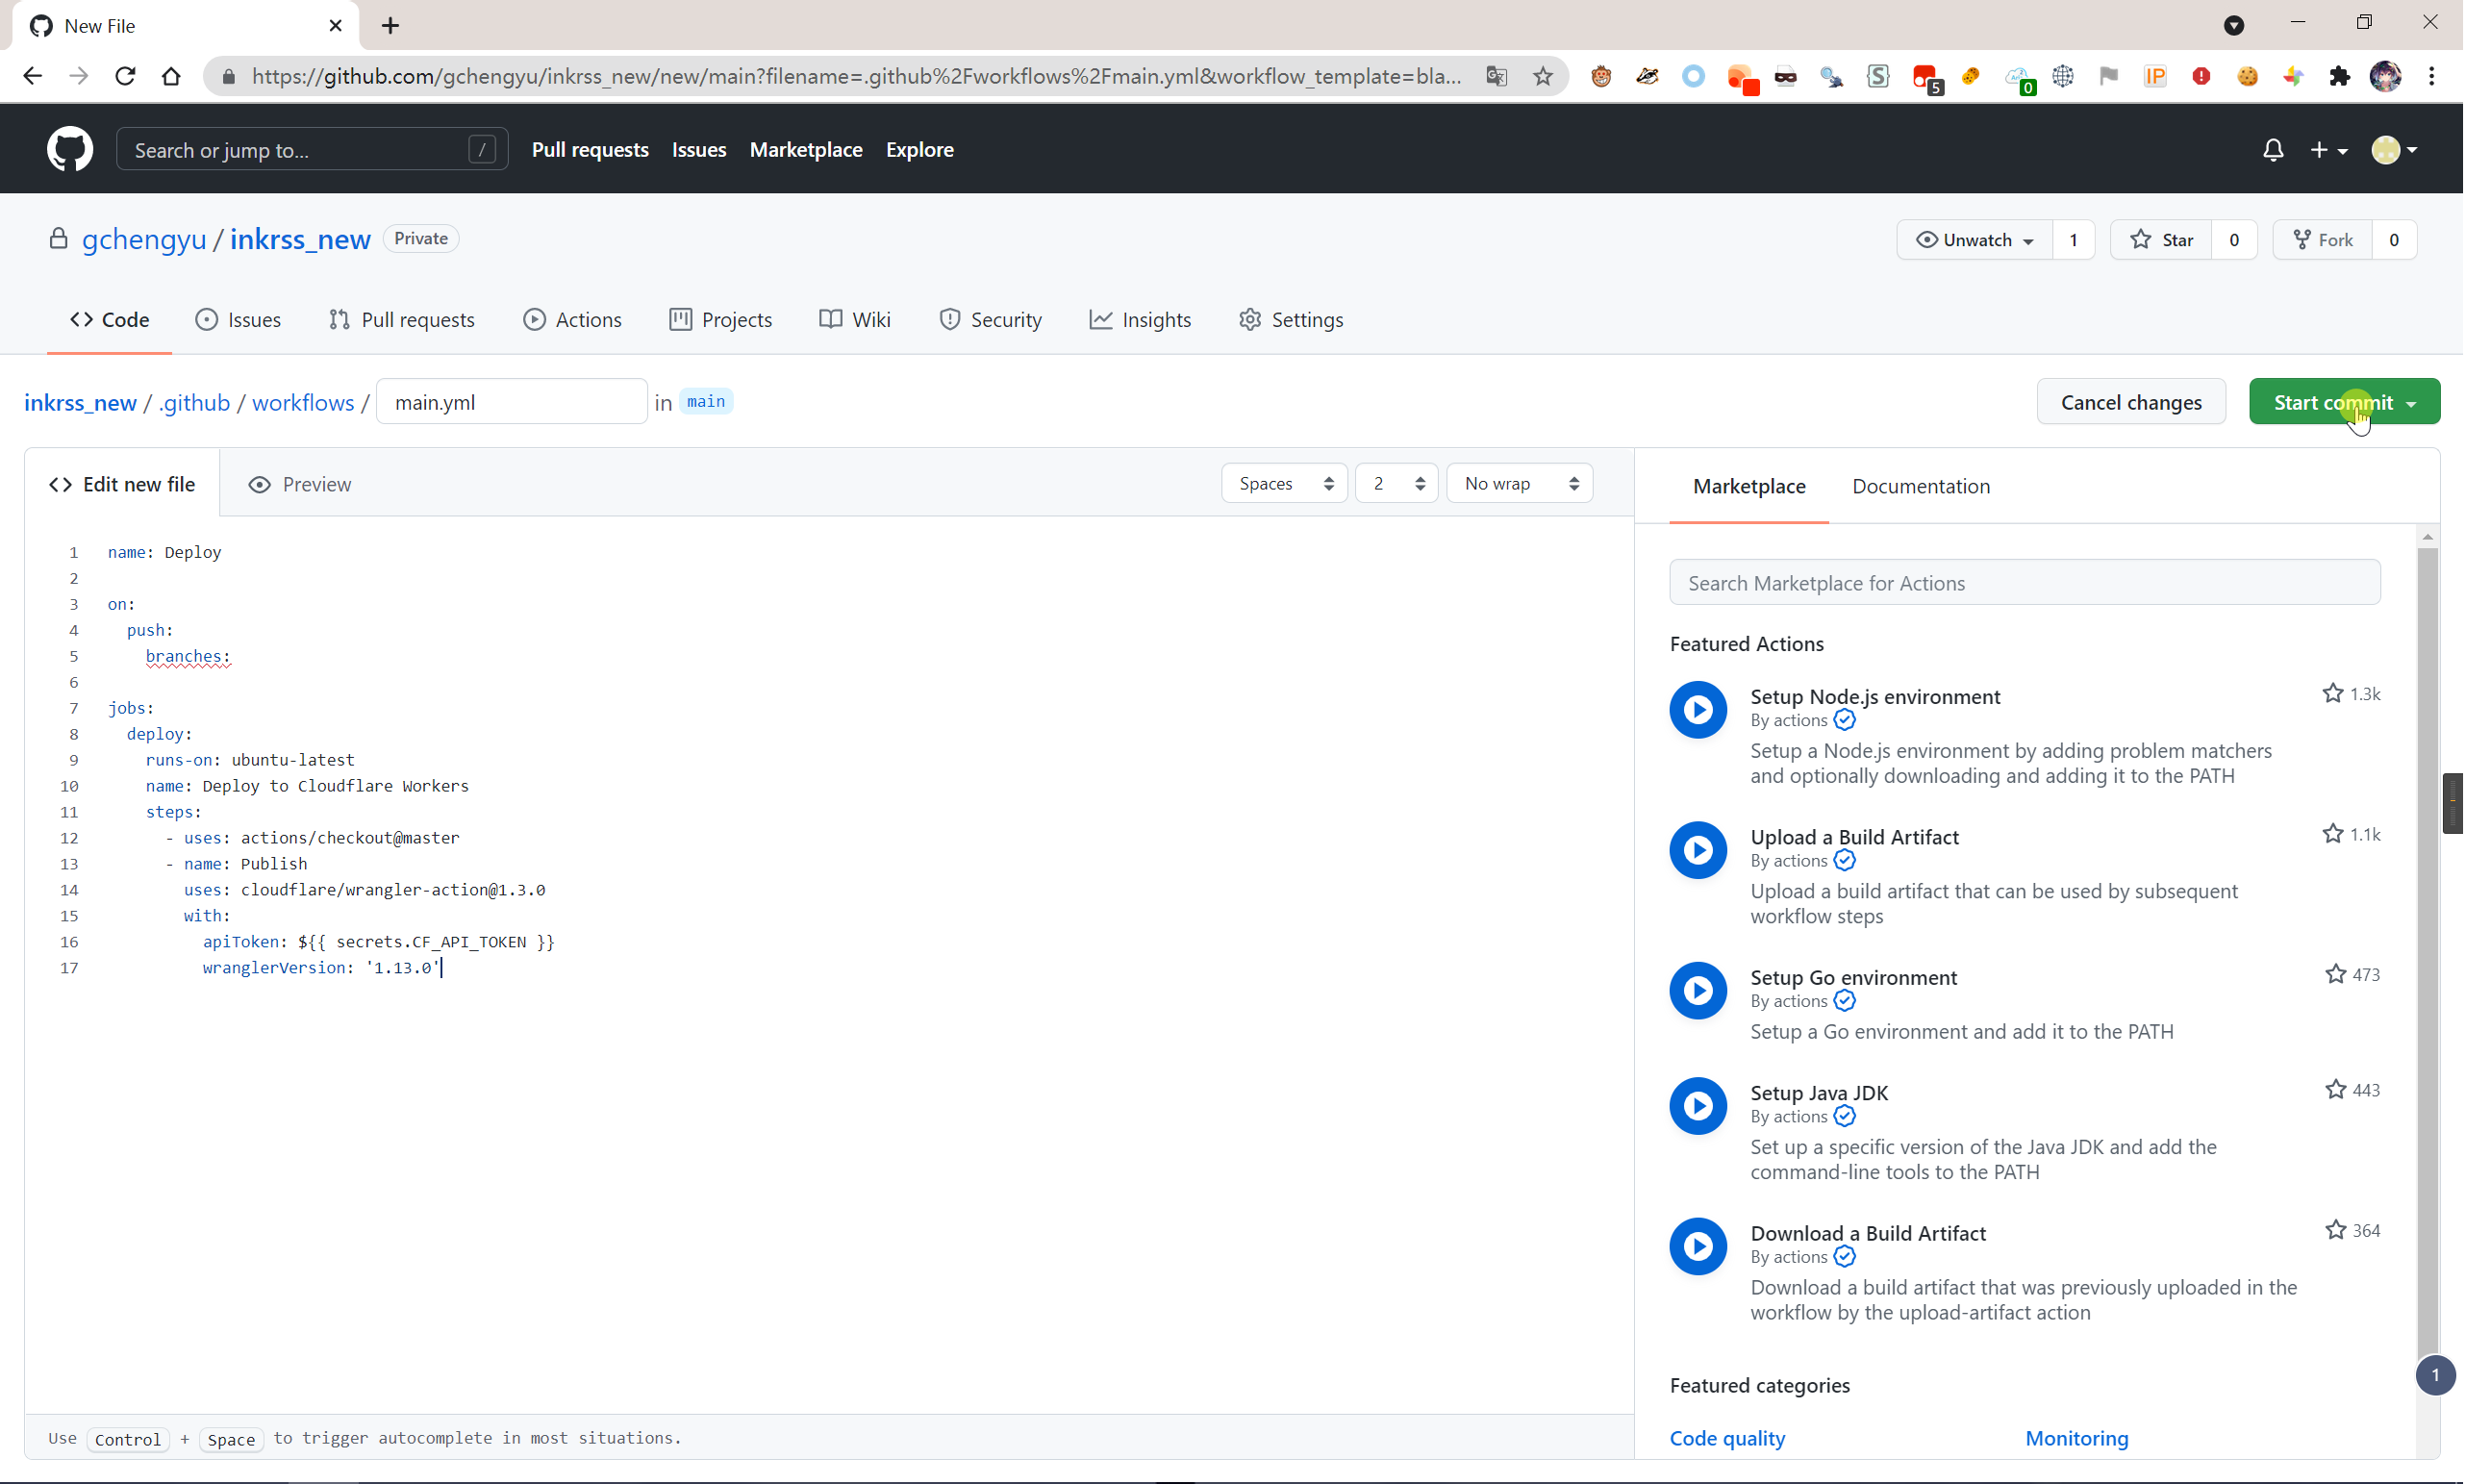 New File
https://github.com/gchengyu/inkrss_new/new/main?filename=.github%2Fworkflows%2Fmain.yml&workflow_template=bla...
5
0
IP
Search or jump to...
/
Pull requests
Issues
Marketplace
Explore
gchengyu / inkrss_new
Private
Unwatch 1
Star 0
Fork 0
Code
Issues
Pull requests
Actions
Projects
Wiki
Security
Insights
Settings
inkrss_new / .github / workflows / main.yml in main
Cancel changes
Start commit
Edit new file
Preview
Spaces
2
No wrap
1 name: Deploy
2
3 on:
4 push:
5 branches:
6
7 jobs:
8 deploy:
9 runs-on: ubuntu-latest
10 name: Deploy to Cloudflare Workers
11 steps:
12 - uses: actions/checkout@master
13 - name: Publish
14 uses: cloudflare/wrangler-action@1.3.0
15 with:
16 apiToken: ${{ secrets.CF_API_TOKEN }}
17 wranglerVersion: '1.13.0'
Use Control + Space to trigger autocomplete in most situations.
Marketplace
Documentation
Search Marketplace for Actions
Featured Actions
Setup Node.js environment 1.3k
By actions
Setup a Node.js environment by adding problem matchers
and optionally downloading and adding it to the PATH
Upload a Build Artifact 1.1k
By actions
Upload a build artifact that can be used by subsequent
workflow steps
Setup Go environment 473
By actions
Setup a Go environment and add it to the PATH
Setup Java JDK 443
By actions
Set up a specific version of the Java JDK and add the
command-line tools to the PATH
Download a Build Artifact 364
By actions
Download a build artifact that was previously uploaded in the
workflow by the upload-artifact action
1
Featured categories
Code quality
Monitoring